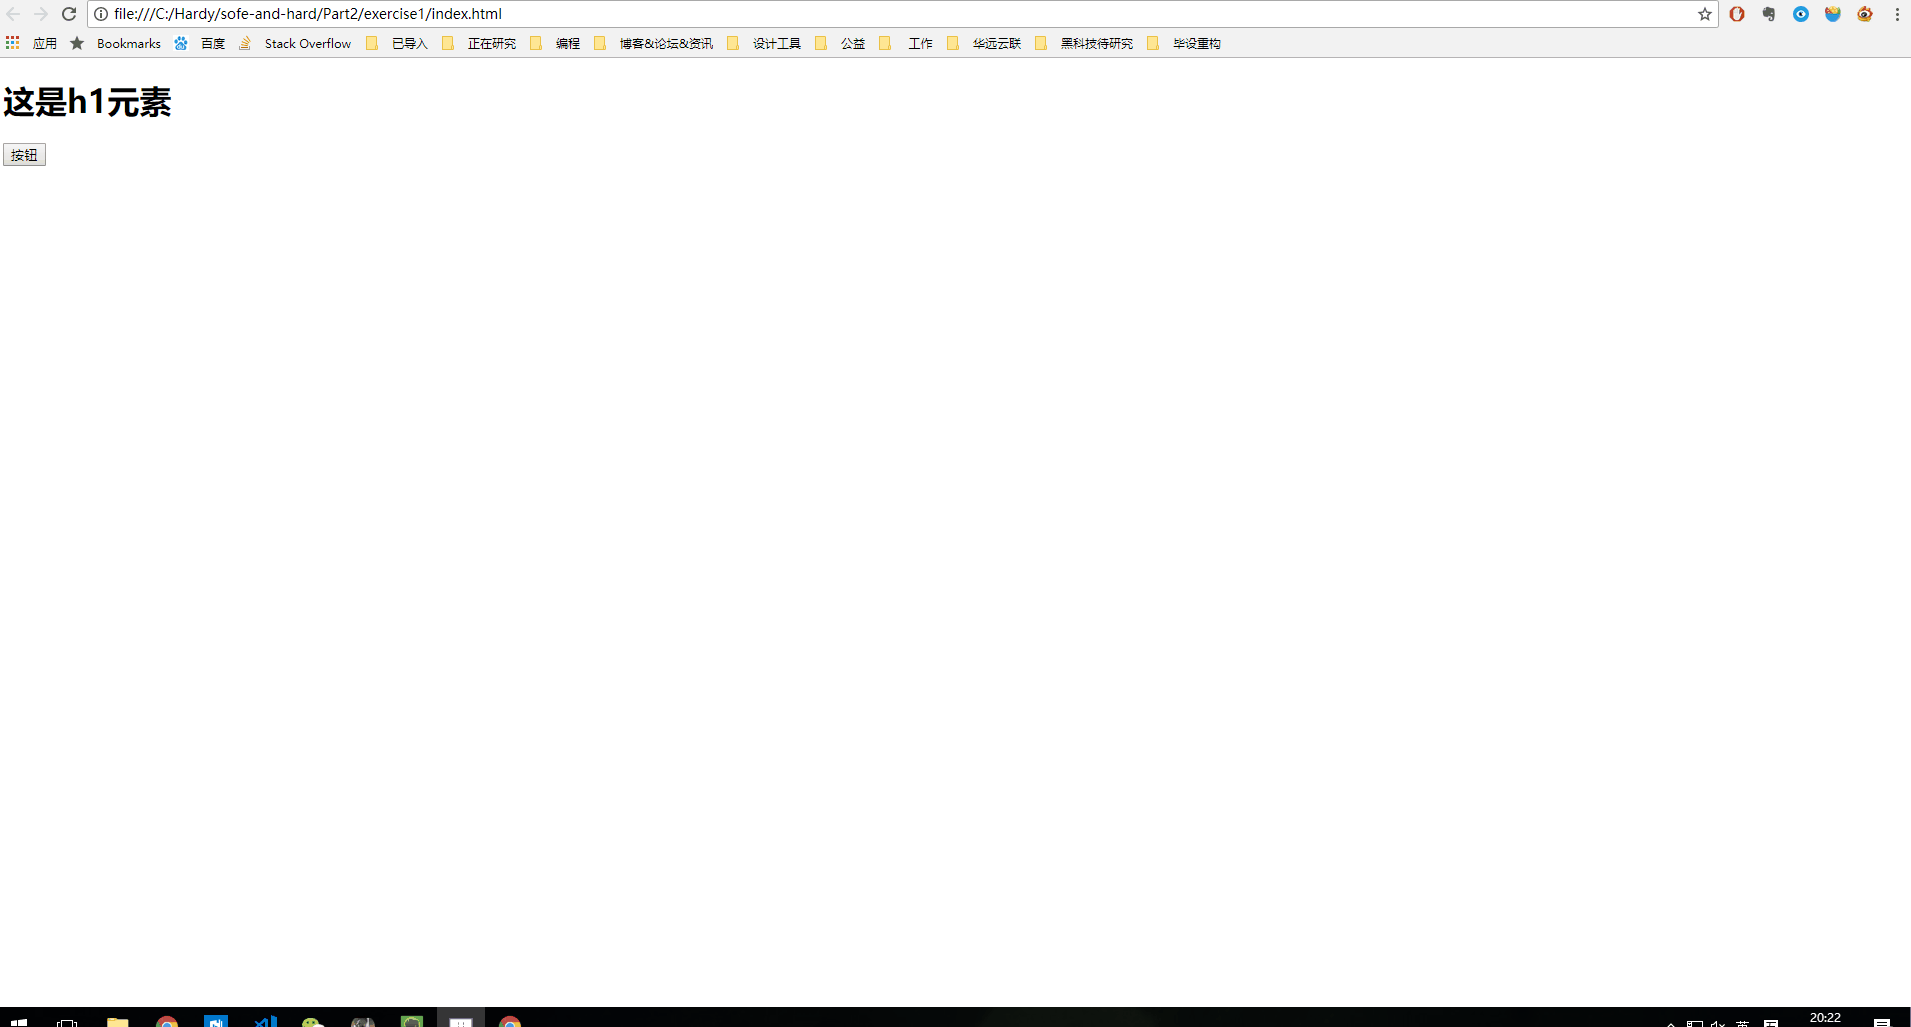 file:///C:/Hardy/sofe-and-hard/Part2/exercise1/index.html
应用 Bookmarks 百度 Stack Overflow 已导入 正在研究 编程 博客&论坛&资讯 设计工具 公益 工作 华远云联 黑科技待研究 毕设重构
这是h1元素
按钮
英 20:22